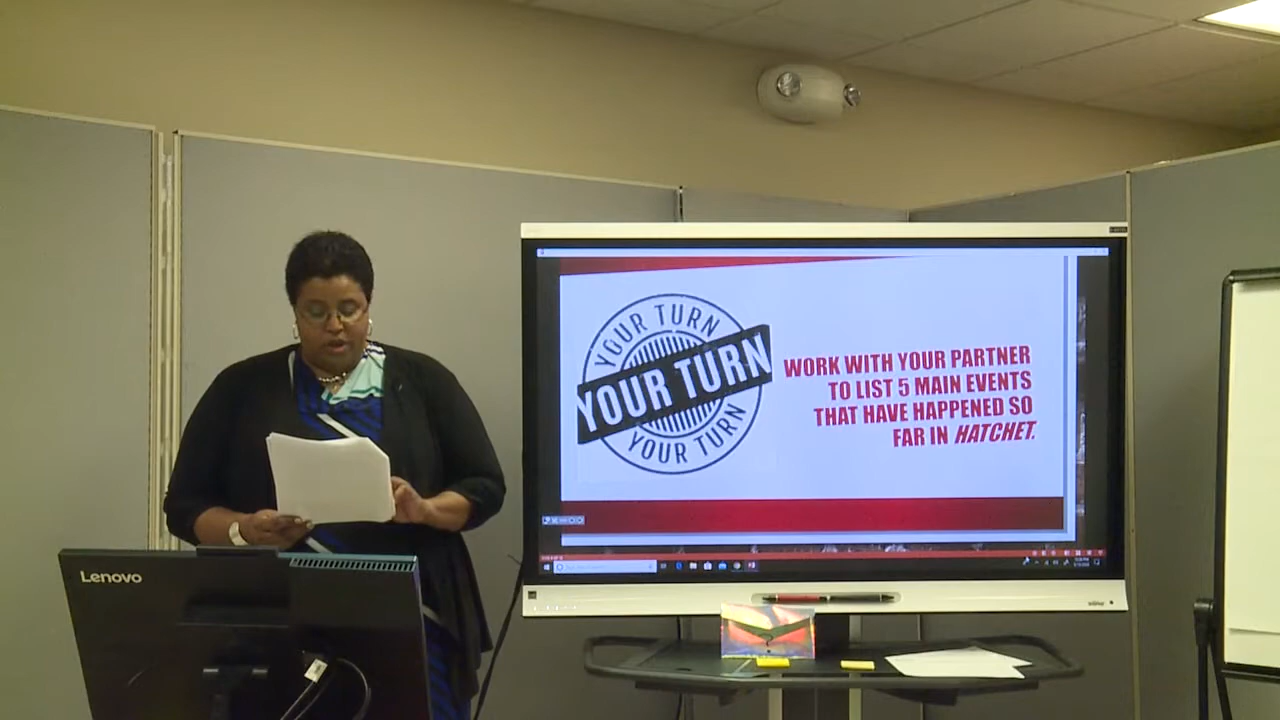 YOUR TURN
YOUR TURN
YOUR TURN
WORK WITH YOUR PARTNER
TO LIST 5 MAIN EVENTS
THAT HAVE HAPPENED SO
FAR IN HATCHET.
Lenovo